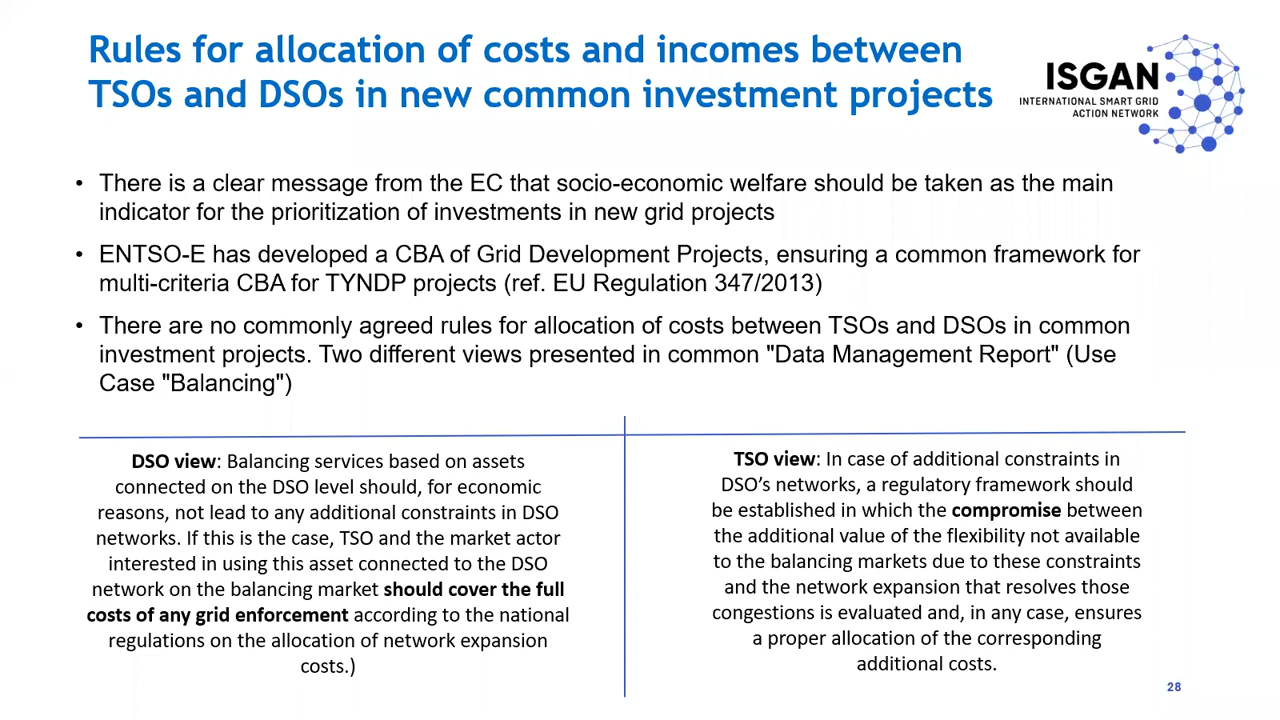 Rules for allocation of costs and incomes between
TSOs and DSOs in new common investment projects
ISGAN
INTERNATIONAL SMART GRID
ACTION NETWORK
• There is a clear message from the EC that socio-economic welfare should be taken as the main
indicator for the prioritization of investments in new grid projects
• ENTSO-E has developed a CBA of Grid Development Projects, ensuring a common framework for
multi-criteria CBA for TYNDP projects (ref. EU Regulation 347/2013)
• There are no commonly agreed rules for allocation of costs between TSOs and DSOs in common
investment projects. Two different views presented in common "Data Management Report" (Use
Case "Balancing")
DSO view: Balancing services based on assets
connected on the DSO level should, for economic
reasons, not lead to any additional constraints in DSO
networks. If this is the case, TSO and the market actor
interested in using this asset connected to the DSO
network on the balancing market should cover the full
costs of any grid enforcement according to the national
regulations on the allocation of network expansion
costs.)
TSO view: In case of additional constraints in
DSO’s networks, a regulatory framework should
be established in which the compromise between
the additional value of the flexibility not available
to the balancing markets due to these constraints
and the network expansion that resolves those
congestions is evaluated and, in any case, ensures
a proper allocation of the corresponding
additional costs.
28